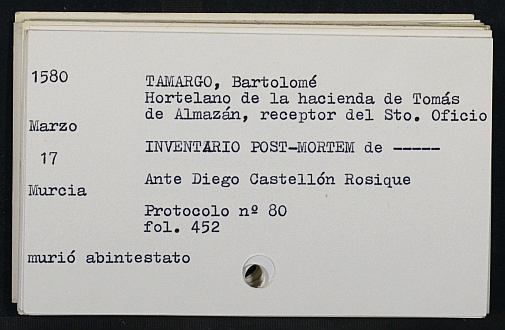 1580 TAMARGO, Bartolomé
Hortelano de la hacienda de Tomás
de Almazán, receptor del Sto. Oficio
Marzo
17 INVENTARIO POST-MORTEM de -----
Ante Diego Castellón Rosique
Murcia
Protocolo nº 80
fol. 452
murió abintestato